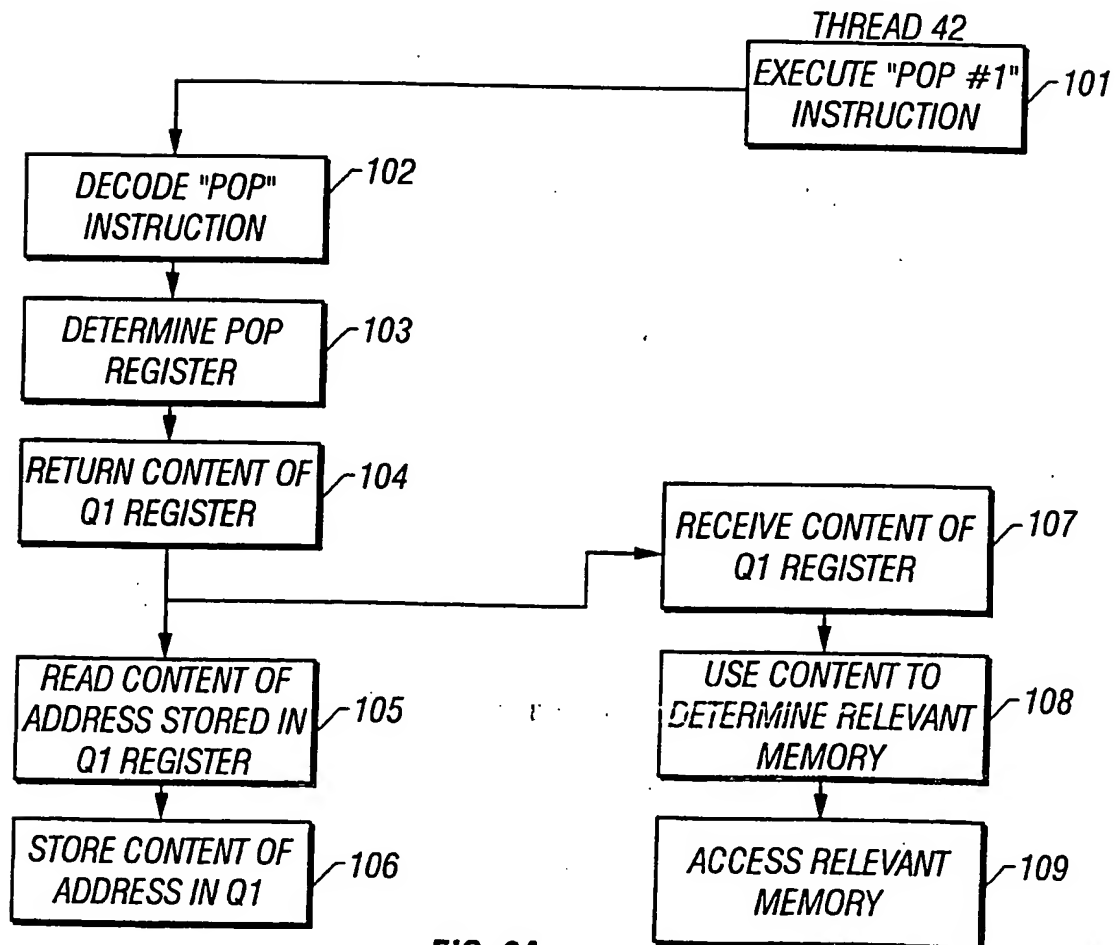 THREAD 42
EXECUTE "POP #1"
INSTRUCTION
101
DECODE "POP"
INSTRUCTION
102
DETERMINE POP
REGISTER
103
RETURN CONTENT OF
Q1 REGISTER
104
RECEIVE CONTENT OF
Q1 REGISTER
107
READ CONTENT OF
ADDRESS STORED IN
Q1 REGISTER
105
USE CONTENT TO
DETERMINE RELEVANT
MEMORY
108
STORE CONTENT OF
ADDRESS IN Q1
106
ACCESS RELEVANT
MEMORY
109